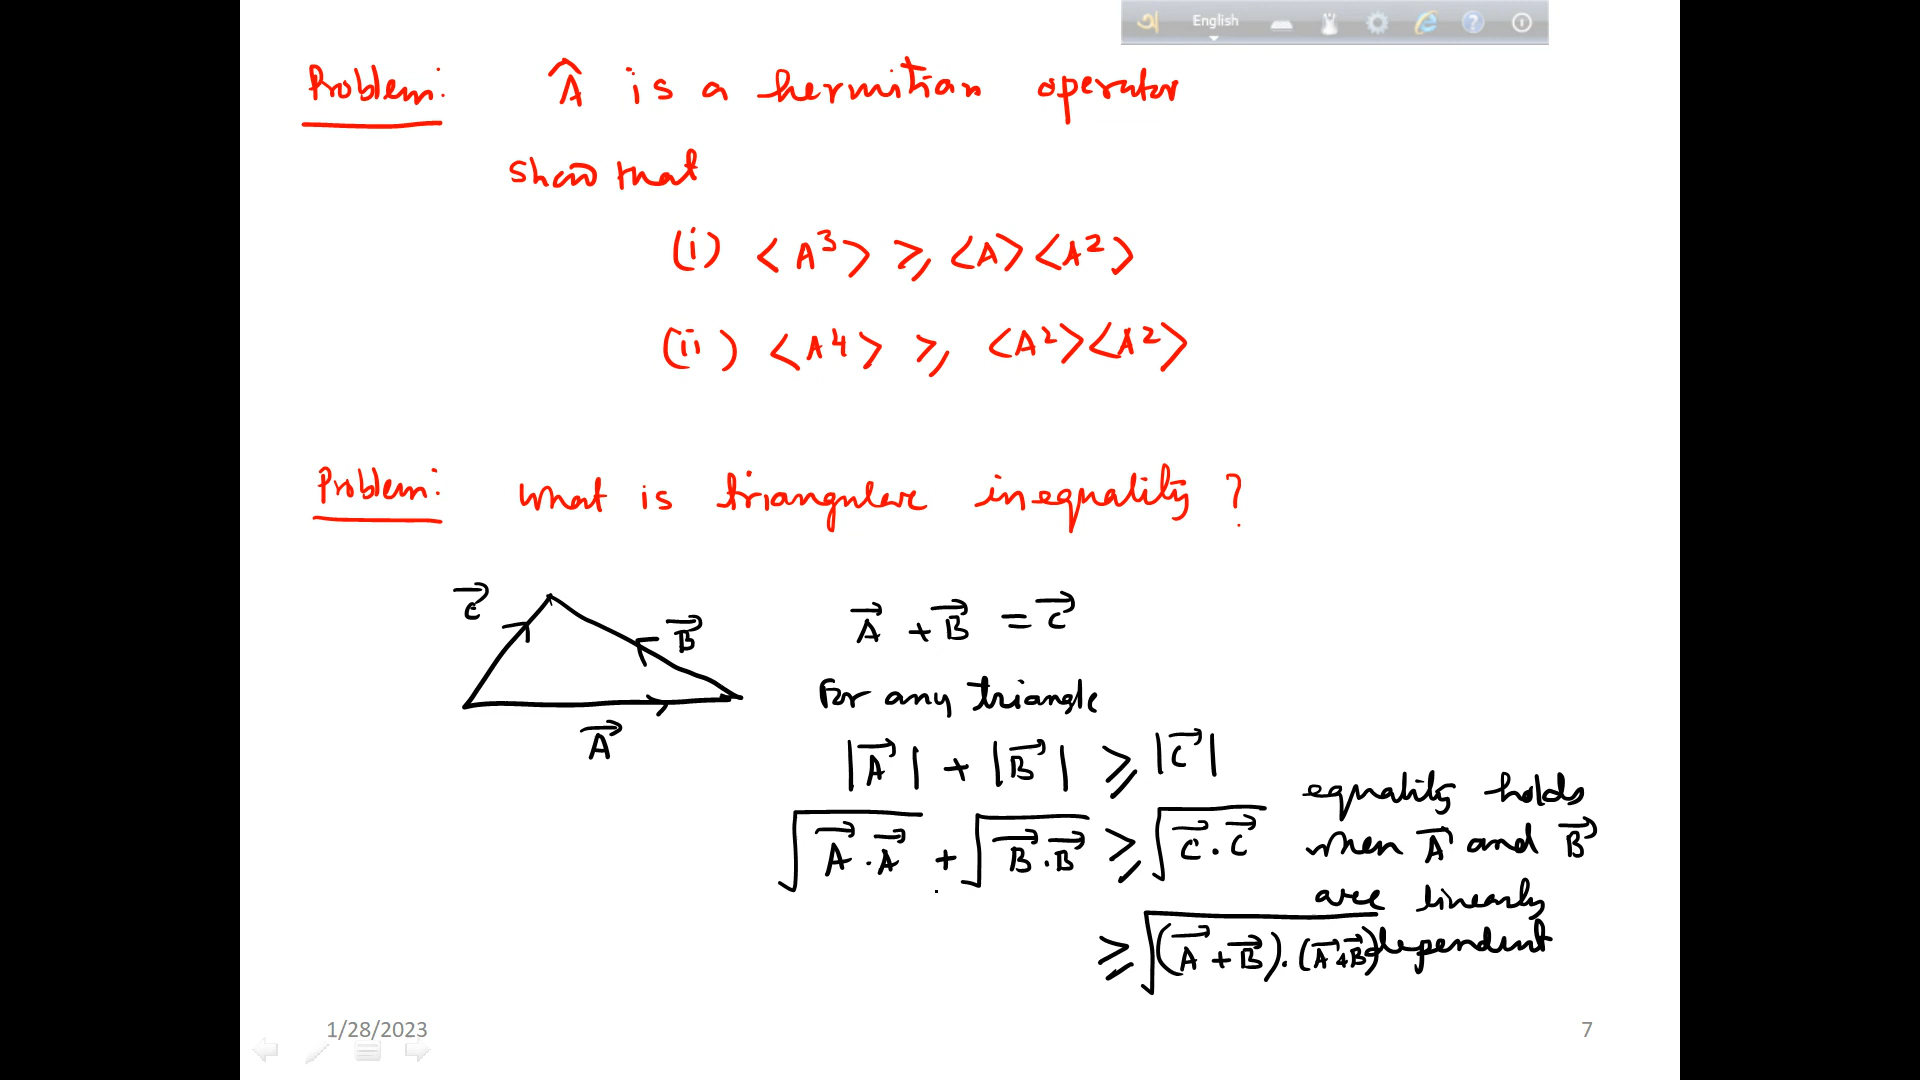 English
Problem: Â is a hermitian operator
Show that
(i) <A³> ≥ <A><A²>
(ii) <A⁴> ≥ <A²><A²>
Problem: What is triangular inequality ?
C⃗
B⃗
A⃗
A⃗ + B⃗ = C⃗
For any triangle
|A⃗| + |B⃗| ≥ |C⃗|
√(A⃗.A⃗) + √(B⃗.B⃗) ≥ √(C⃗.C⃗)
≥ √((A⃗+B⃗).(A⃗+B⃗))
equality holds
when A⃗ and B⃗
are linearly
dependent
1/28/2023
7